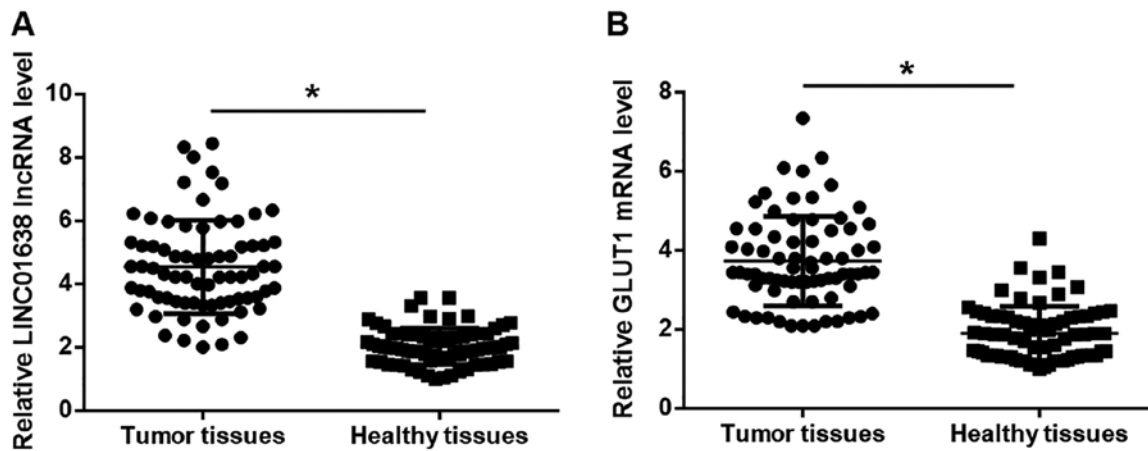 A
Relative LINC01638 lncRNA level
10
8
6
4
2
0
*
Tumor tissues
Healthy tissues
B
Relative GLUT1 mRNA level
8
6
4
2
0
*
Tumor tissues
Healthy tissues